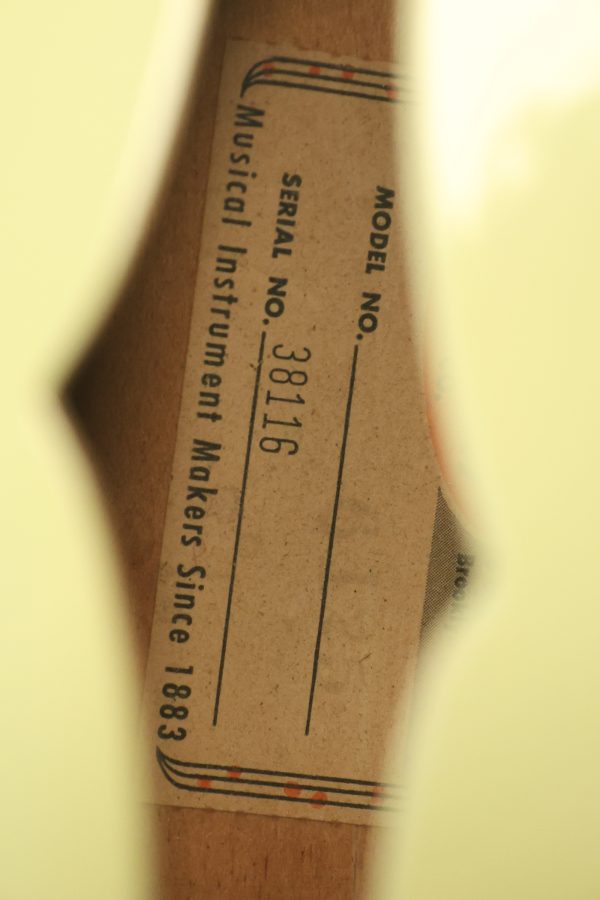 MODEL NO.
SERIAL NO. 38116
Musical Instrument Makers Since 1883